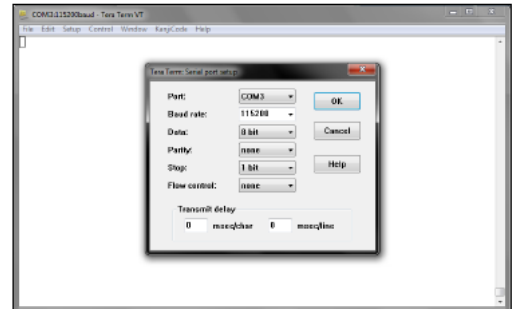 COM3:115200baud - Tera Term VT
File Edit Setup Control Window KanjiCode Help
Tera Term: Serial port setup
Port: COM3
OK
Baud rate: 115200
Data: 8 bit
Cancel
Parity: none
Stop: 1 bit
Help
Flow control: none
Transmit delay
0 msec/char 0 msec/line